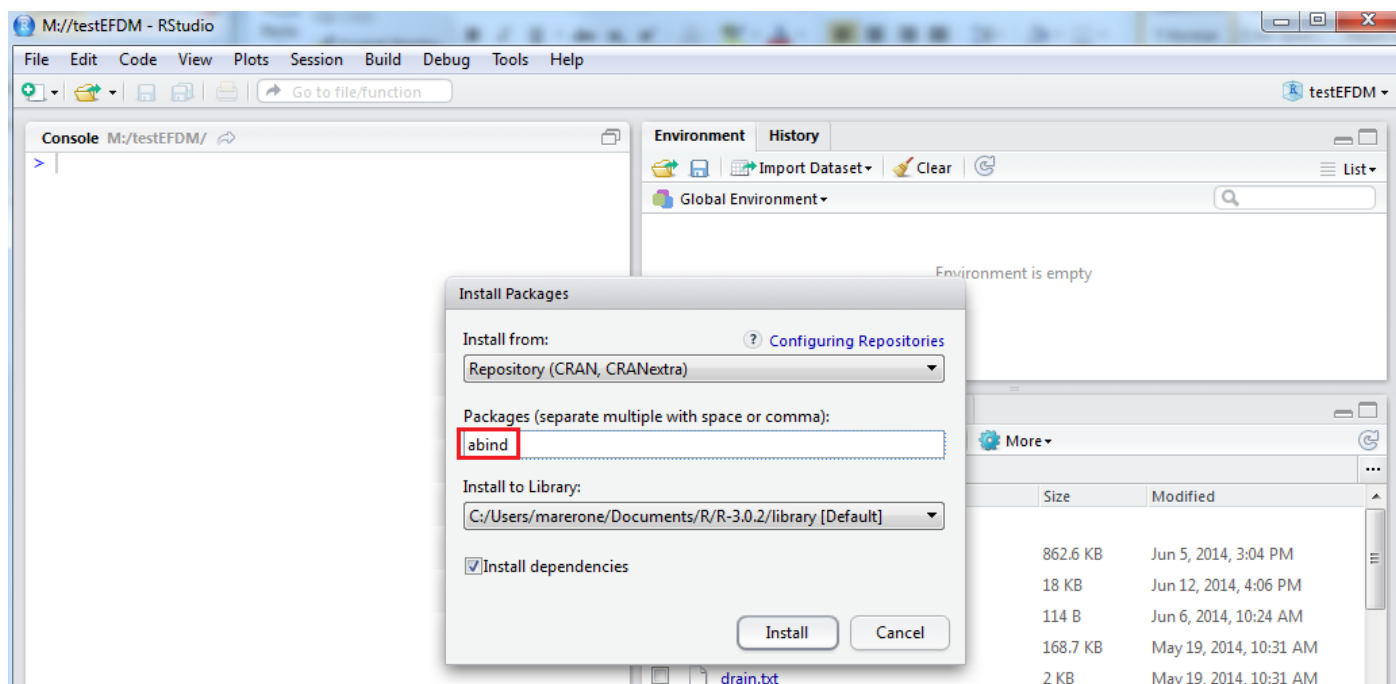 M://testEFDM - RStudio
File Edit Code View Plots Session Build Debug Tools Help
Go to file/function
testEFDM
Console M:/testEFDM/
>
Environment History
Import Dataset Clear
List
Global Environment
Environment is empty
Install Packages
Install from:
? Configuring Repositories
Repository (CRAN, CRANextra)
Packages (separate multiple with space or comma):
abind
Install to Library:
C:/Users/marerone/Documents/R/R-3.0.2/library [Default]
Install dependencies
Install Cancel
More
...
Size Modified
862.6 KB Jun 5, 2014, 3:04 PM
18 KB Jun 12, 2014, 4:06 PM
114 B Jun 6, 2014, 10:24 AM
168.7 KB May 19, 2014, 10:31 AM
drain.txt 2 KB May 19, 2014, 10:31 AM